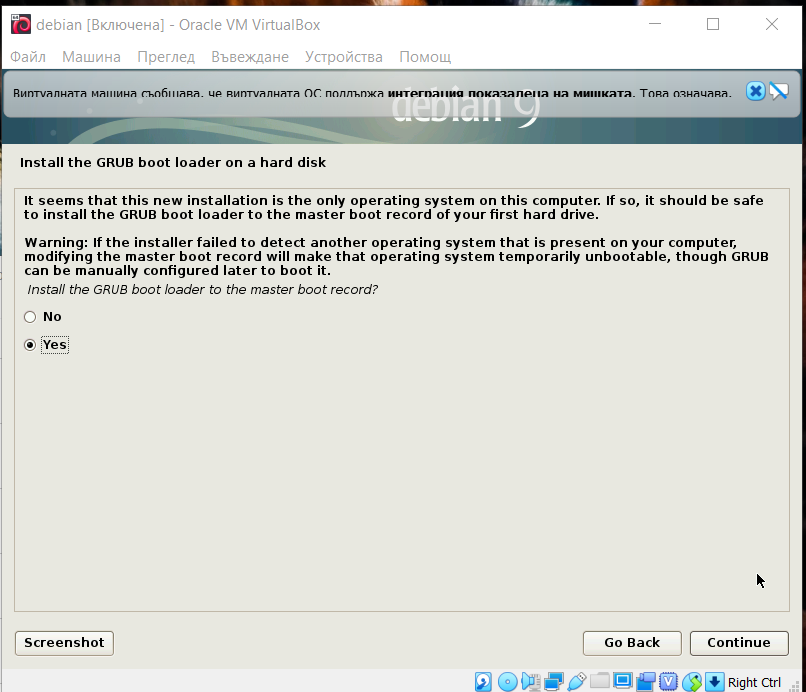 debian [Включена] - Oracle VM VirtualBox
Файл Машина Преглед Въвеждане Устройства Помощ
Виртуалната машина съобщава, че виртуалната ОС поддържа интеграция показалеца на мишката. Това означава,
debian 9
Install the GRUB boot loader on a hard disk
It seems that this new installation is the only operating system on this computer. If so, it should be safe
to install the GRUB boot loader to the master boot record of your first hard drive.
Warning: If the installer failed to detect another operating system that is present on your computer,
modifying the master boot record will make that operating system temporarily unbootable, though GRUB
can be manually configured later to boot it.
Install the GRUB boot loader to the master boot record?
No
Yes
Screenshot Go Back Continue
Right Ctrl